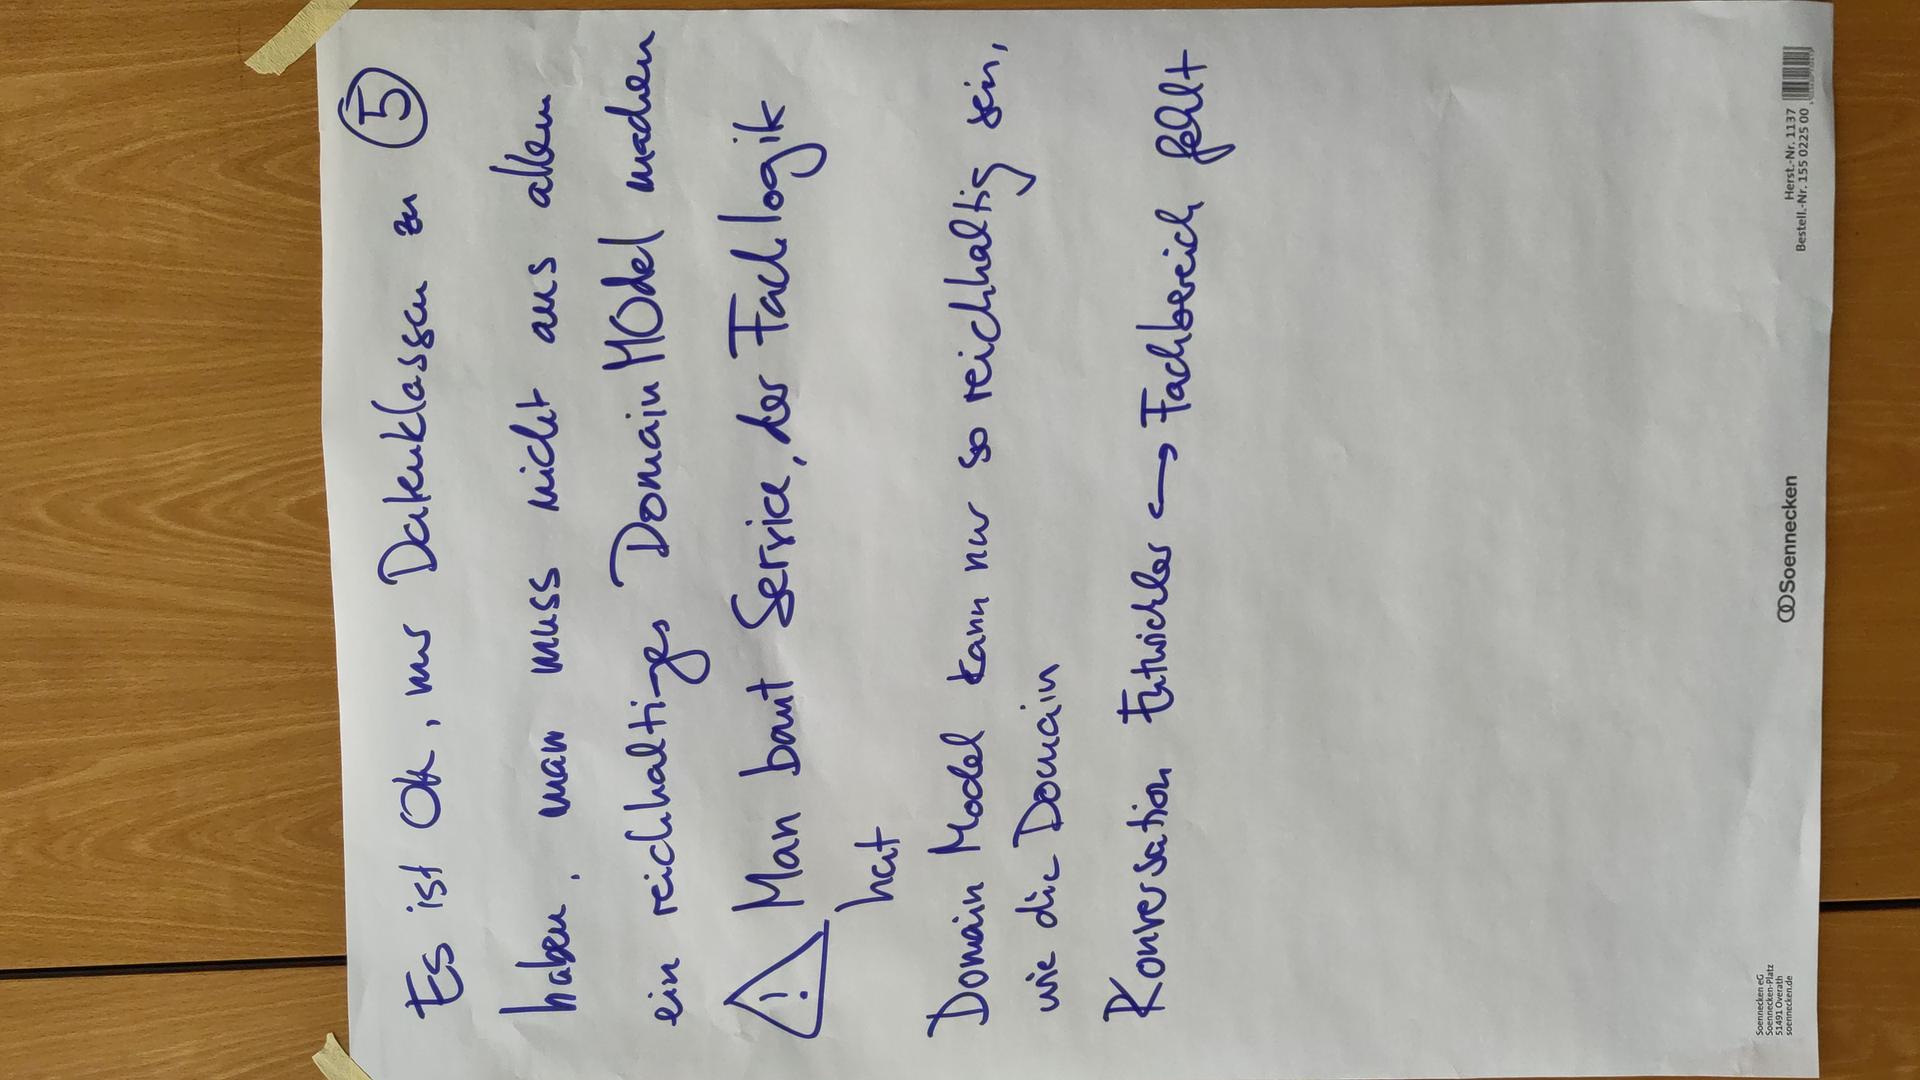 Es ist Ok, nur Datenklassen zu 5
haben, man muss nicht aus allem
ein reichhaltiges Domain MOdel machen
! Man baut Service, der Fachlogik
hat
Domain Model kann nur so reichhaltig sein,
wie die Domain
Konversation Entwickler ↔ Fachbereich fehlt
Soennecken eG
Soennecken-Platz
51491 Overath
soennecken.de
Soennecken
Herst.-Nr. 1137
Bestell.-Nr. 155 0225 00